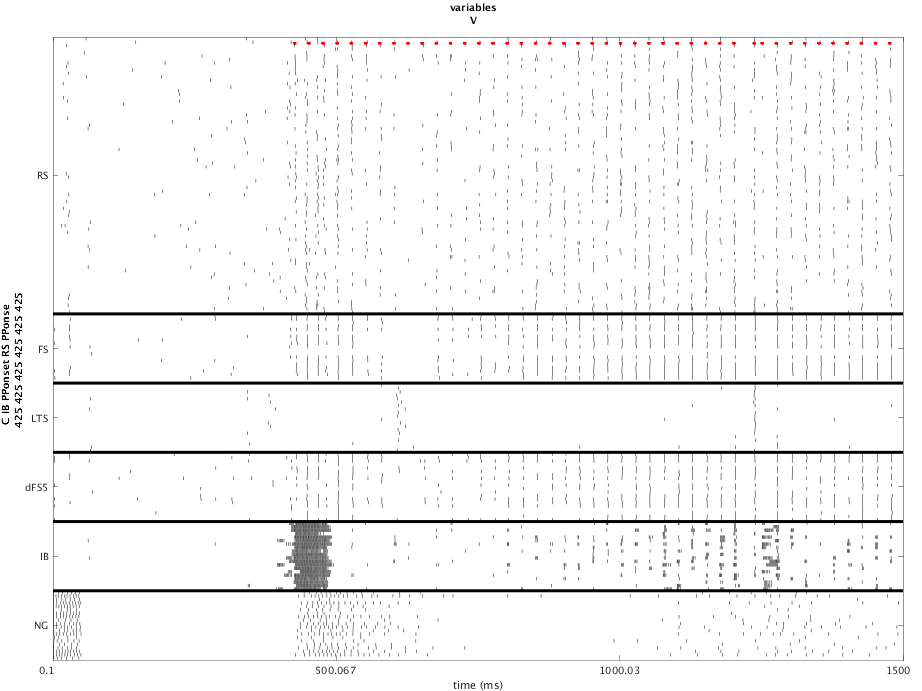 variables
V
C IB PPonset RS PPonse
425 425 425 425 425 425
RS
FS
LTS
dFS5
IB
NG
0.1
500.067
1000.03
1500
time (ms)